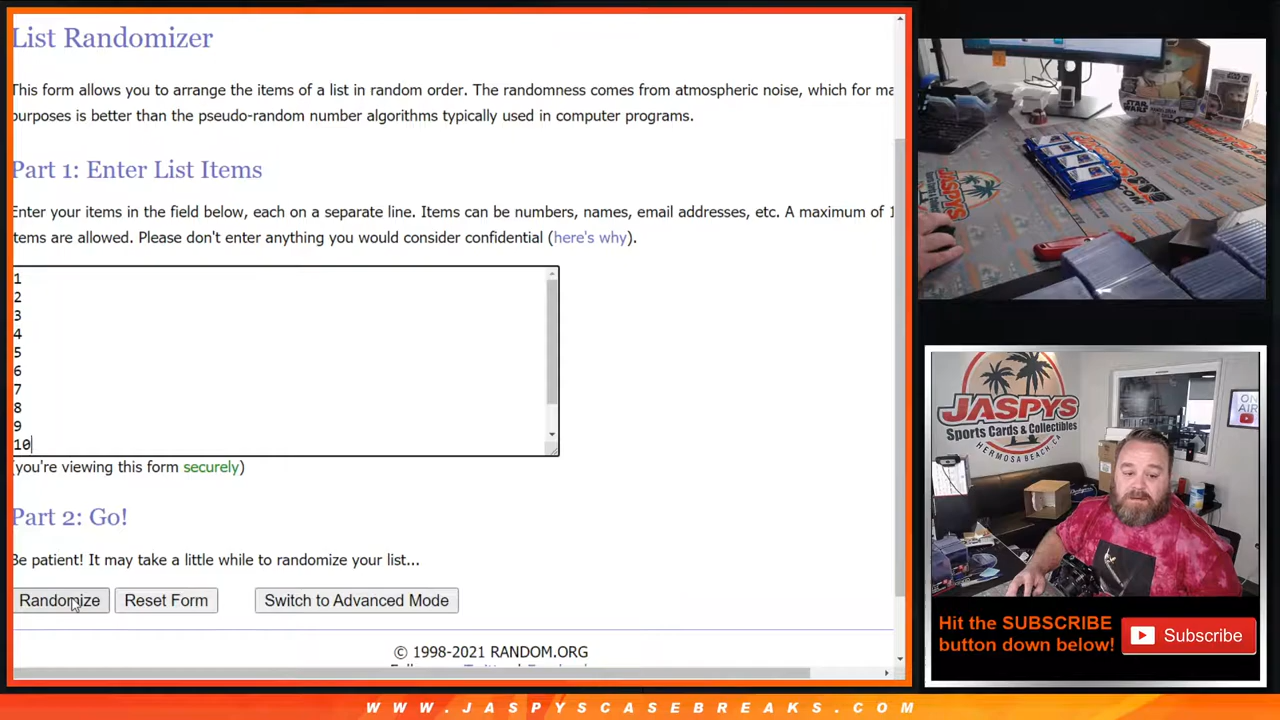 List Randomizer
This form allows you to arrange the items of a list in random order. The randomness comes from atmospheric noise, which for ma
purposes is better than the pseudo-random number algorithms typically used in computer programs.
Part 1: Enter List Items
Enter your items in the field below, each on a separate line. Items can be numbers, names, email addresses, etc. A maximum of 1
items are allowed. Please don't enter anything you would consider confidential (here's why).
1
2
3
4
5
6
7
8
9
10
(you're viewing this form securely)
Part 2: Go!
Be patient! It may take a little while to randomize your list...
Randomize
Reset Form
Switch to Advanced Mode
© 1998-2021 RANDOM.ORG
STAR WARS
JASPYS
JASPYS
Sports Cards & Collectibles
HERMOSA BEACH CA
ON AIR
Hit the SUBSCRIBE
button down below!
Subscribe
WWW.JASPYSCASEBREAKS.COM